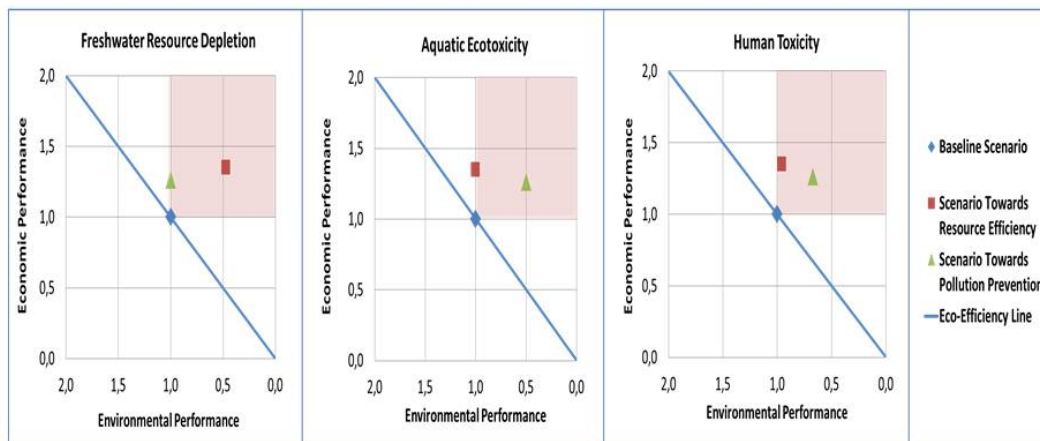 Freshwater Resource Depletion
Economic Performance
2,0
1,5
1,0
0,5
0,0
2,0 1,5 1,0 0,5 0,0
Environmental Performance
Aquatic Ecotoxicity
Economic Performance
2,0
1,5
1,0
0,5
0,0
2,0 1,5 1,0 0,5 0,0
Environmental Performance
Human Toxicity
Economic Performance
2,0
1,5
1,0
0,5
0,0
2,0 1,5 1,0 0,5 0,0
Environmental Performance
Baseline Scenario
Scenario Towards
Resource Efficiency
Scenario Towards
Pollution Prevention
Eco-Efficiency Line